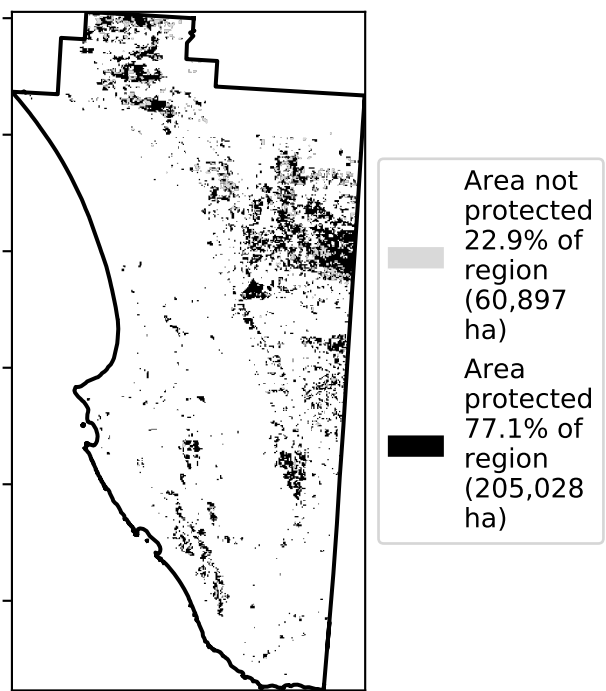 Area not
protected
22.9% of
region
(60,897
ha)
Area
protected
77.1% of
region
(205,028
ha)